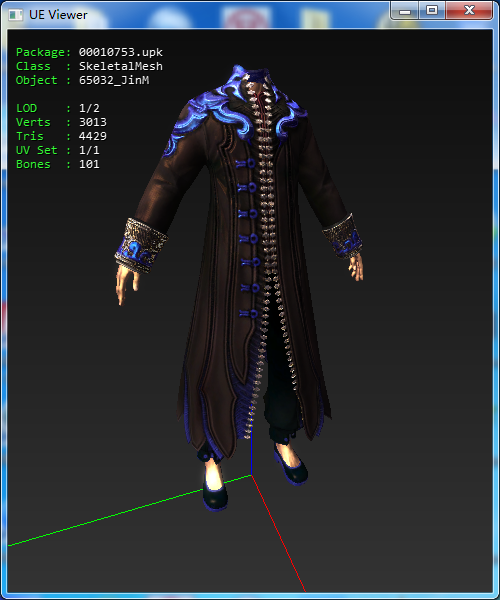 UE Viewer
Package: 00010753.upk
Class : SkeletalMesh
Object : 65032_JinM
LOD : 1/2
Verts : 3013
Tris : 4429
UV Set : 1/1
Bones : 101